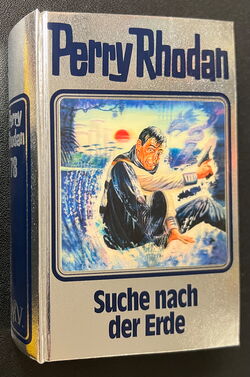 Perry Rhodan
Suche nach
der Erde
Perry
Rhodan
78